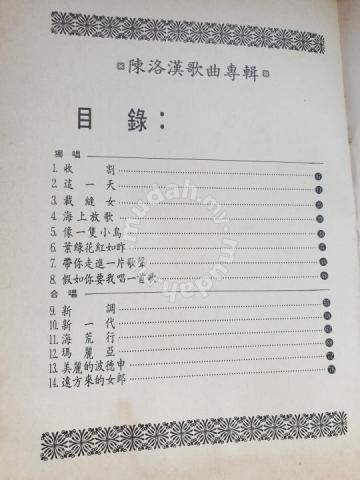 陳洛漢歌曲專輯
目錄：
獨唱
1. 收割
2. 這一天
3. 裁縫女
4. 海上放歌
5. 像一隻小鳥
6. 葉綠花紅如昨
7. 帶你走進一片歌聲
8. 假如你要我唱一首歌
合唱
9. 新調
10. 新一代
11. 海荒行
12. 瑪麗亞
13. 美麗的波德申
14. 遠方來的女郎
mudah.my